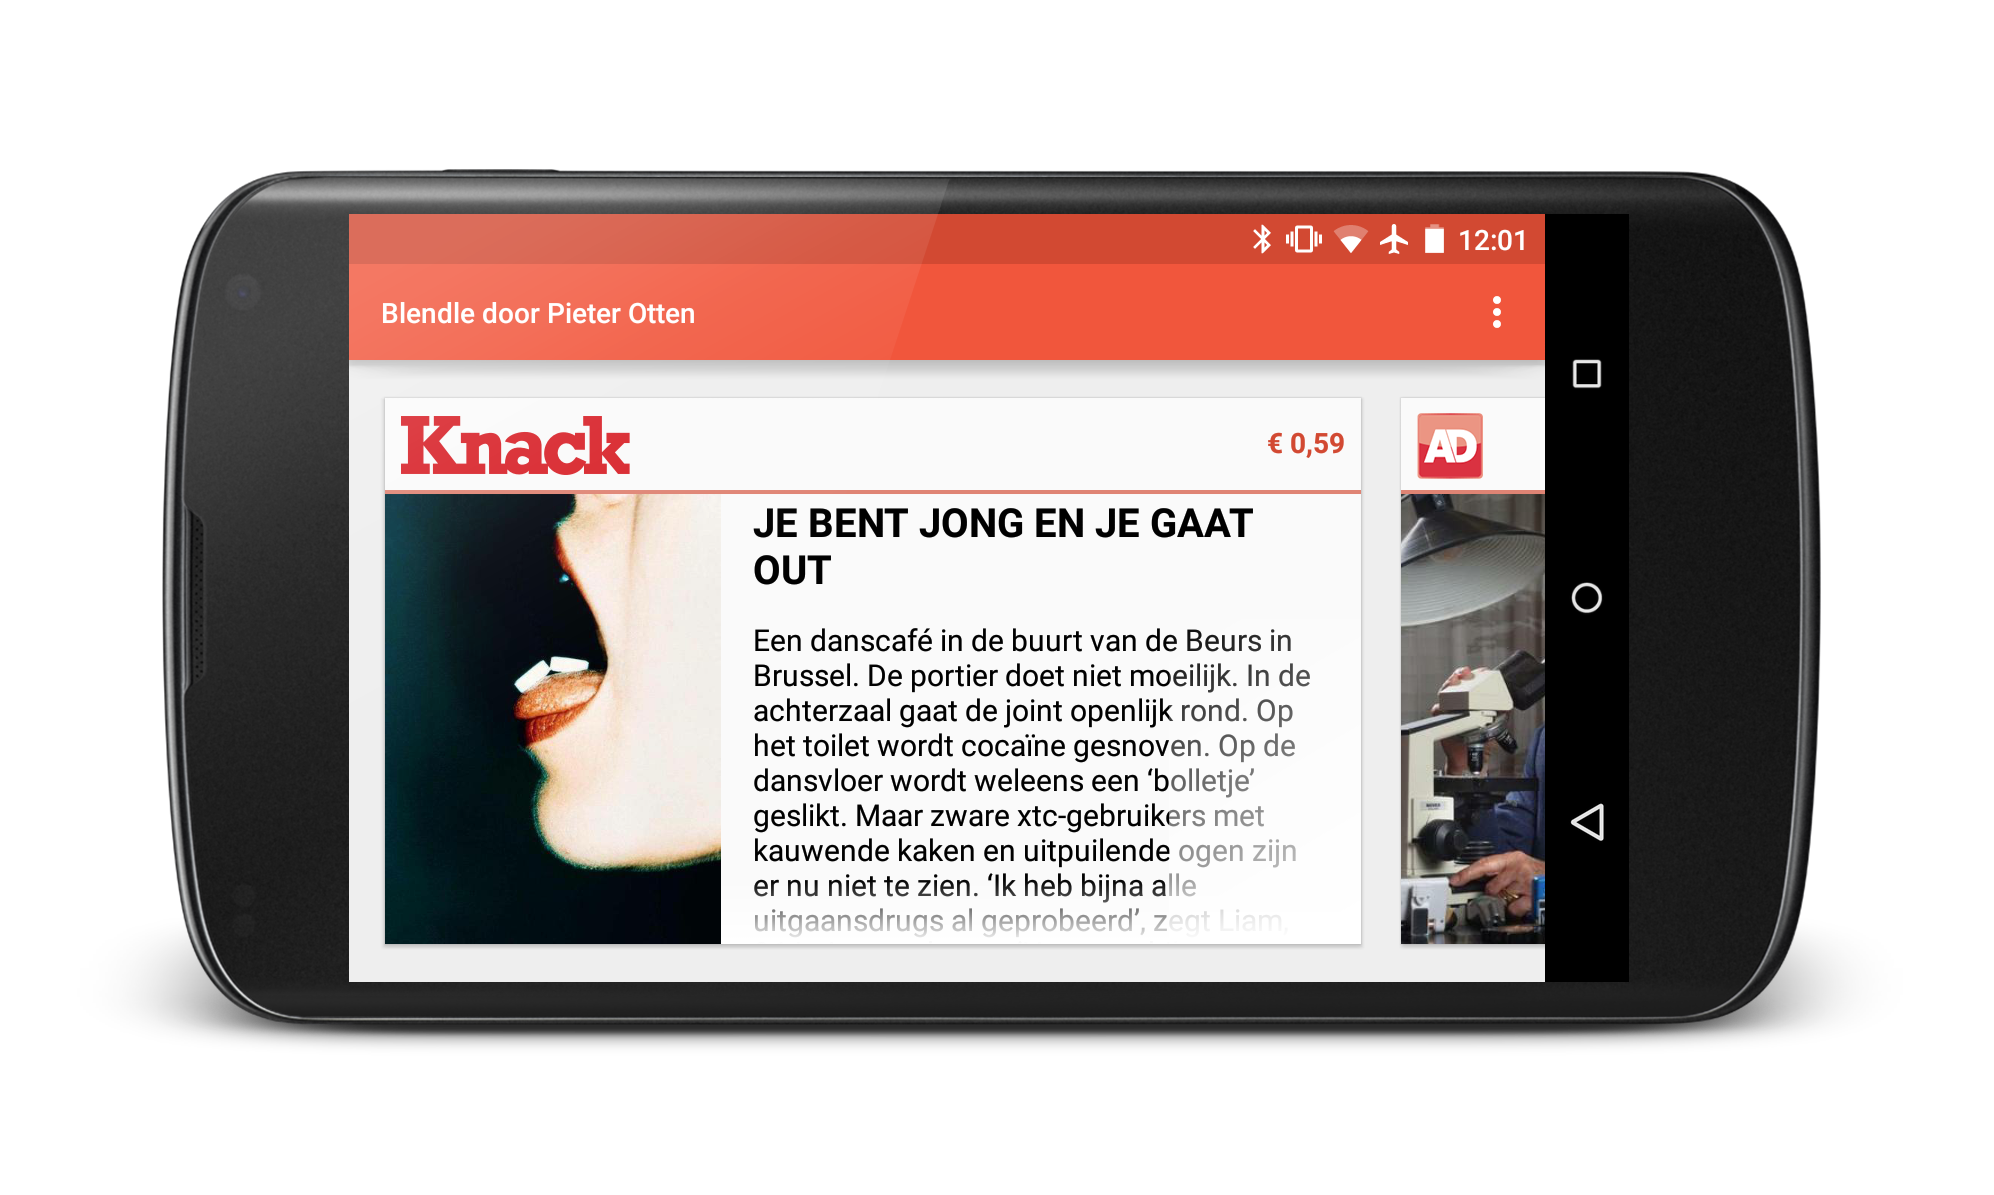 12:01
Blendle door Pieter Otten
Knack
€ 0,59
AD
JE BENT JONG EN JE GAAT
OUT
Een danscafé in de buurt van de Beurs in
Brussel. De portier doet niet moeilijk. In de
achterzaal gaat de joint openlijk rond. Op
het toilet wordt cocaïne gesnoven. Op de
dansvloer wordt weleens een ‘bolletje’
geslikt. Maar zware xtc-gebruikers met
kauwende kaken en uitpuilende ogen zijn
er nu niet te zien. ‘Ik heb bijna alle
uitgaansdrugs al geprobeerd’, zegt Liam.